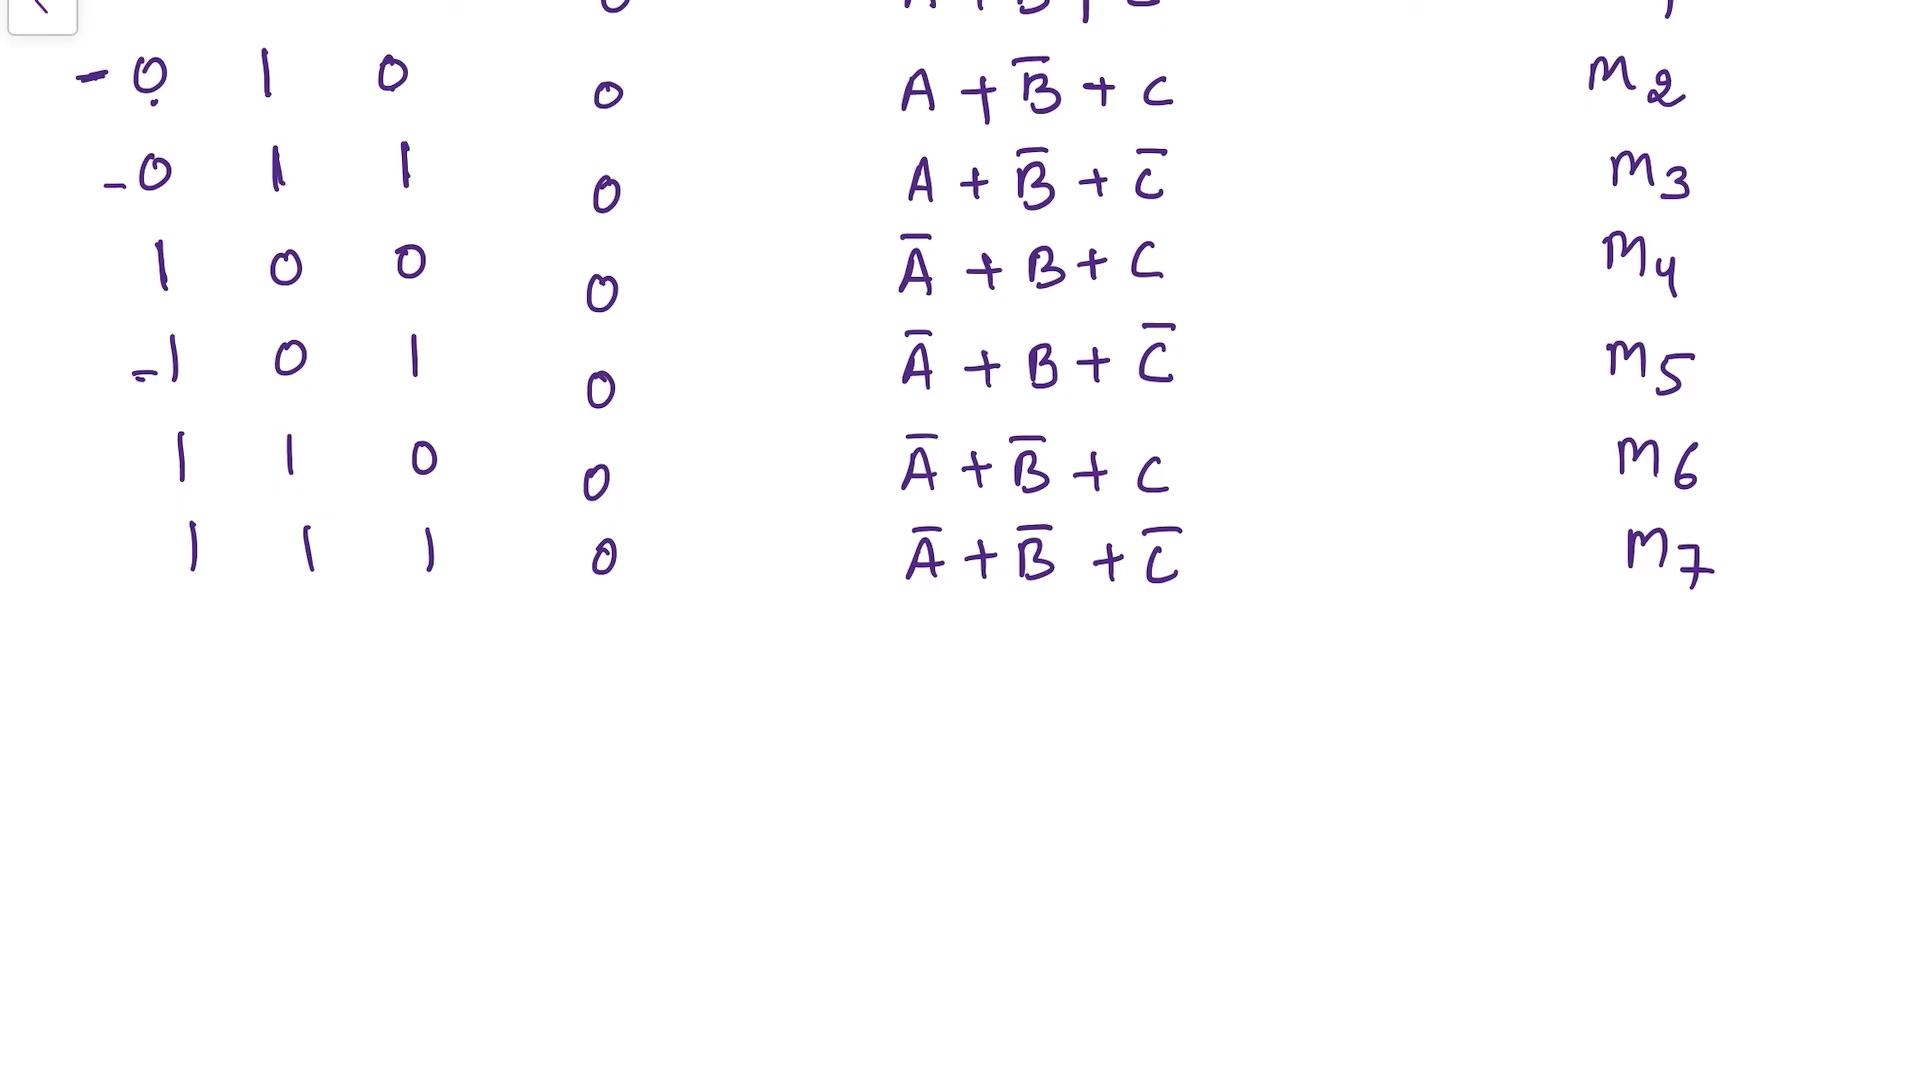 - 0 1 0 0 A + B̅ + C M2
- 0 1 1 0 A + B̅ + C̅ M3
1 0 0 0 A̅ + B + C M4
- 1 0 1 0 A̅ + B + C̅ M5
1 1 0 0 A̅ + B̅ + C M6
1 1 1 0 A̅ + B̅ + C̅ M7